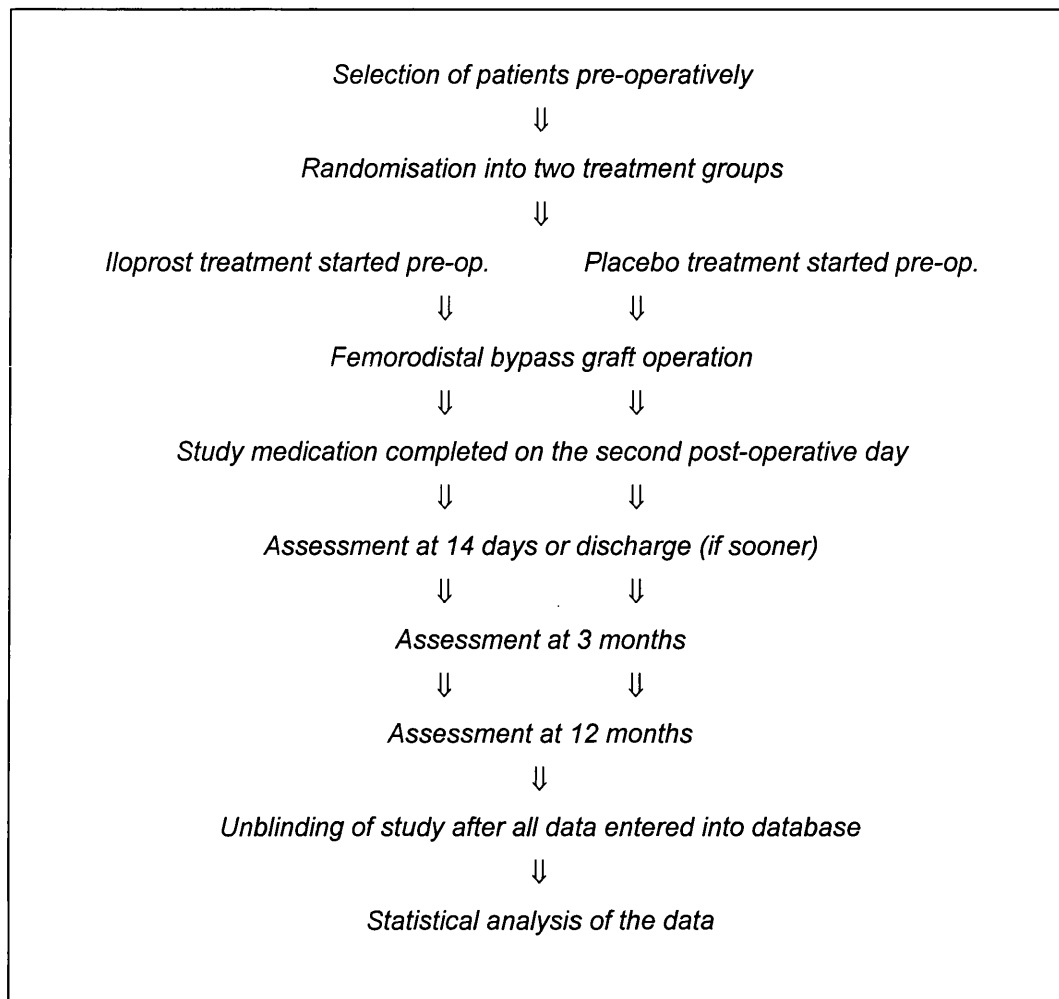 Selection of patients pre-operatively
⇓
Randomisation into two treatment groups
⇓
Iloprost treatment started pre-op. Placebo treatment started pre-op.
⇓ ⇓
Femorodistal bypass graft operation
⇓ ⇓
Study medication completed on the second post-operative day
⇓ ⇓
Assessment at 14 days or discharge (if sooner)
⇓ ⇓
Assessment at 3 months
⇓ ⇓
Assessment at 12 months
⇓
Unblinding of study after all data entered into database
⇓
Statistical analysis of the data